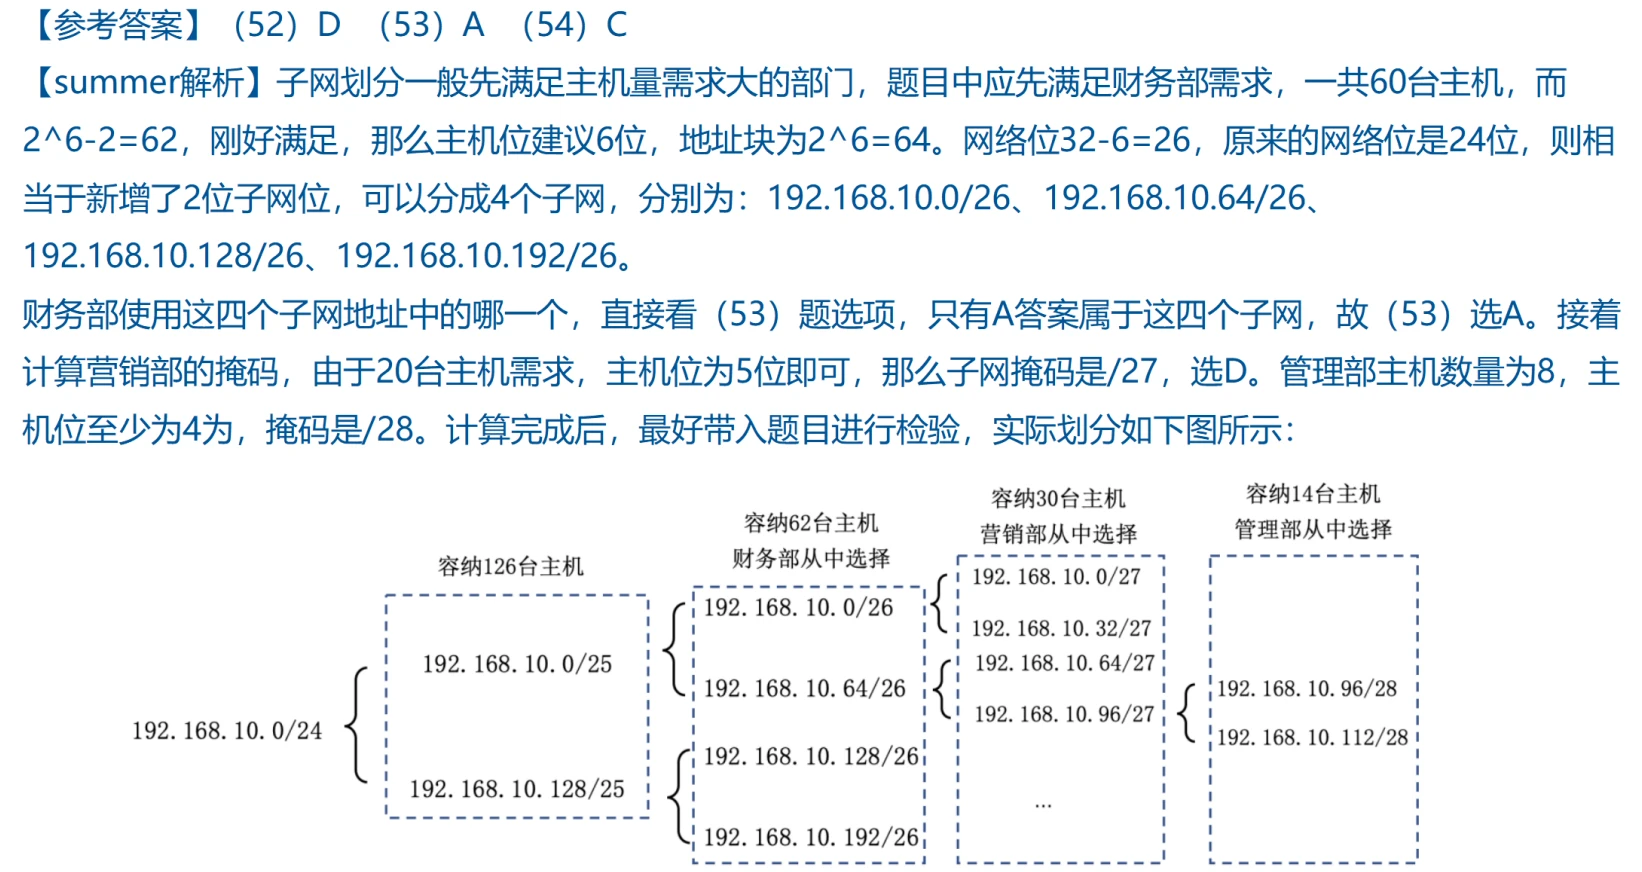 【参考答案】（52）D （53）A （54）C
【summer解析】子网划分一般先满足主机量需求大的部门，题目中应先满足财务部需求，一共60台主机，而
2^6-2=62，刚好满足，那么主机位建议6位，地址块为2^6=64。网络位32-6=26，原来的网络位是24位，则相
当于新增了2位子网位，可以分成4个子网，分别为：192.168.10.0/26、192.168.10.64/26、
192.168.10.128/26、192.168.10.192/26。
财务部使用这四个子网地址中的哪一个，直接看（53）题选项，只有A答案属于这四个子网，故（53）选A。接着
计算营销部的掩码，由于20台主机需求，主机位为5位即可，那么子网掩码是/27，选D。管理部主机数量为8，主
机位至少为4为，掩码是/28。计算完成后，最好带入题目进行检验，实际划分如下图所示：
192.168.10.0/24
容纳126台主机
192.168.10.0/25
192.168.10.128/25
容纳62台主机
财务部从中选择
192.168.10.0/26
192.168.10.64/26
192.168.10.128/26
192.168.10.192/26
容纳30台主机
营销部从中选择
192.168.10.0/27
192.168.10.32/27
192.168.10.64/27
192.168.10.96/27
...
容纳14台主机
管理部从中选择
192.168.10.96/28
192.168.10.112/28